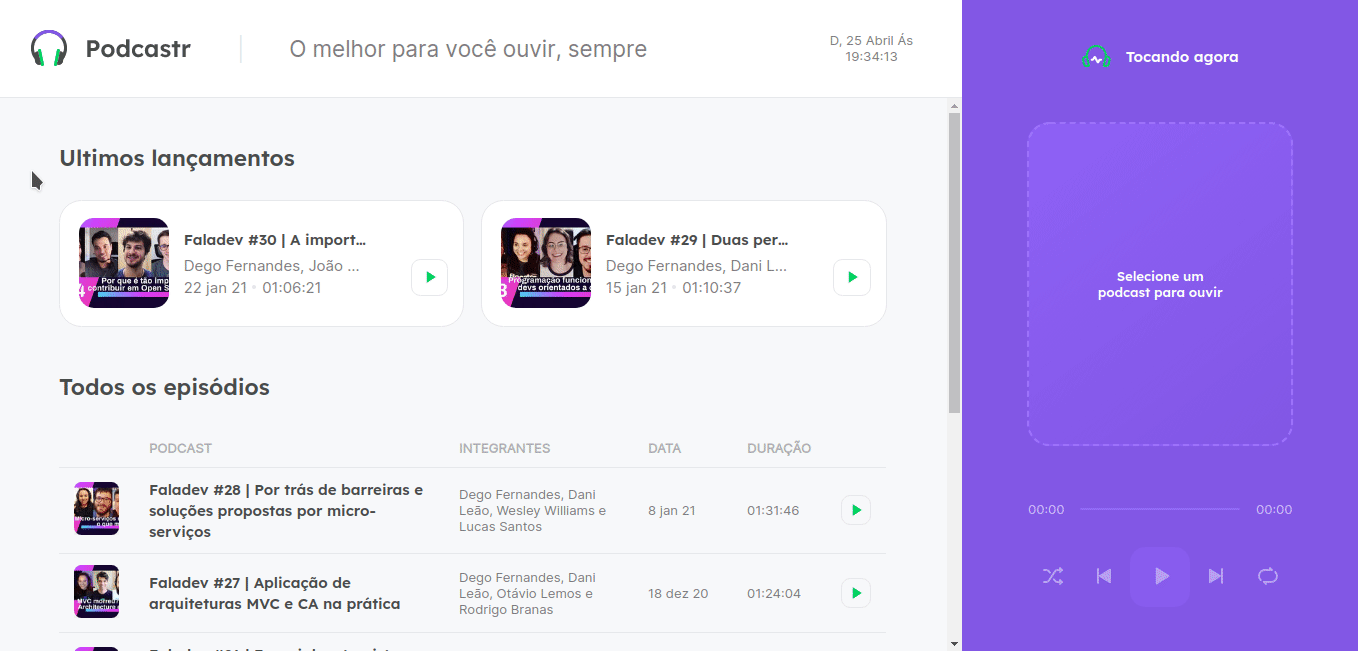 Podcastr
O melhor para você ouvir, sempre
D, 25 Abril Ás
19:34:13
Ultimos lançamentos
Por que é tão imp
contribuir em Open S
Faladev #30 | A import...
Dego Fernandes, João ...
22 jan 21 • 01:06:21
Programação funcion
devs orientados a o
Faladev #29 | Duas per...
Dego Fernandes, Dani L...
15 jan 21 • 01:10:37
Todos os episódios
PODCAST INTEGRANTES DATA DURAÇÃO
Faladev #28 | Por trás de barreiras e
soluções propostas por micro-
serviços
Dego Fernandes, Dani
Leão, Wesley Williams e
Lucas Santos
8 jan 21
01:31:46
Faladev #27 | Aplicação de
arquiteturas MVC e CA na prática
Dego Fernandes, Dani
Leão, Otávio Lemos e
Rodrigo Branas
18 dez 20
01:24:04
Tocando agora
Selecione um
podcast para ouvir
00:00 00:00